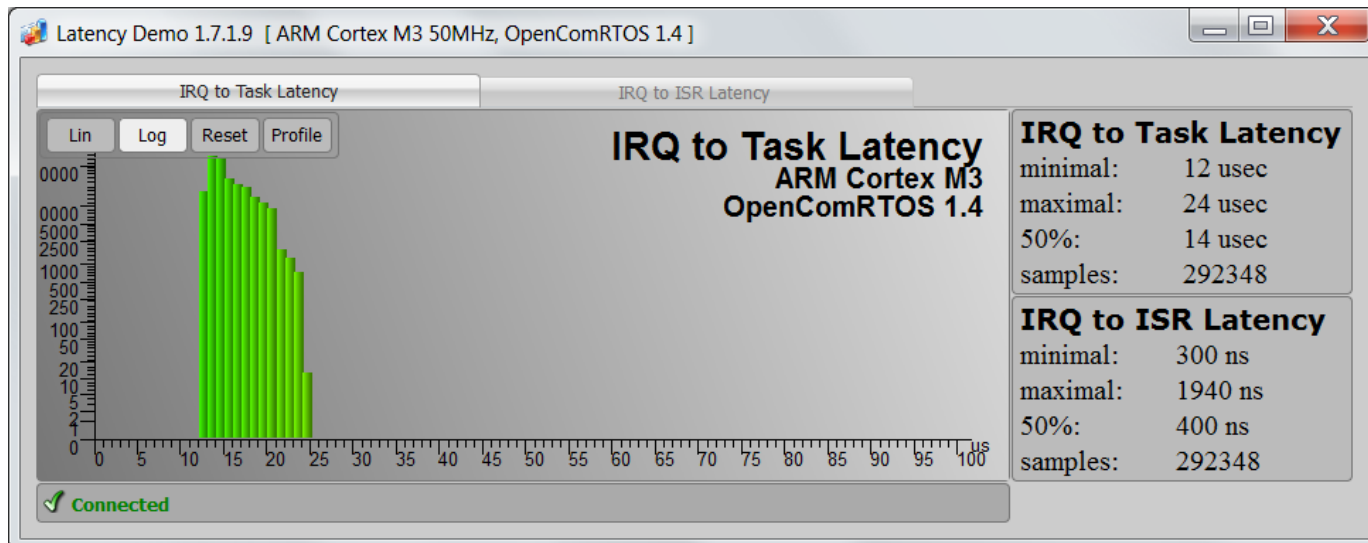 Latency Demo 1.7.1.9 [ ARM Cortex M3 50MHz, OpenComRTOS 1.4 ]
IRQ to Task Latency
IRQ to ISR Latency
Lin
Log
Reset
Profile
IRQ to Task Latency
ARM Cortex M3
OpenComRTOS 1.4
0000
0000
5000
2500
1000
500
250
100
50
20
10
5
2
1
0
0 5 10 15 20 25 30 35 40 45 50 55 60 65 70 75 80 85 90 95 100
us
IRQ to Task Latency
minimal: 12 usec
maximal: 24 usec
50%: 14 usec
samples: 292348
IRQ to ISR Latency
minimal: 300 ns
maximal: 1940 ns
50%: 400 ns
samples: 292348
Connected